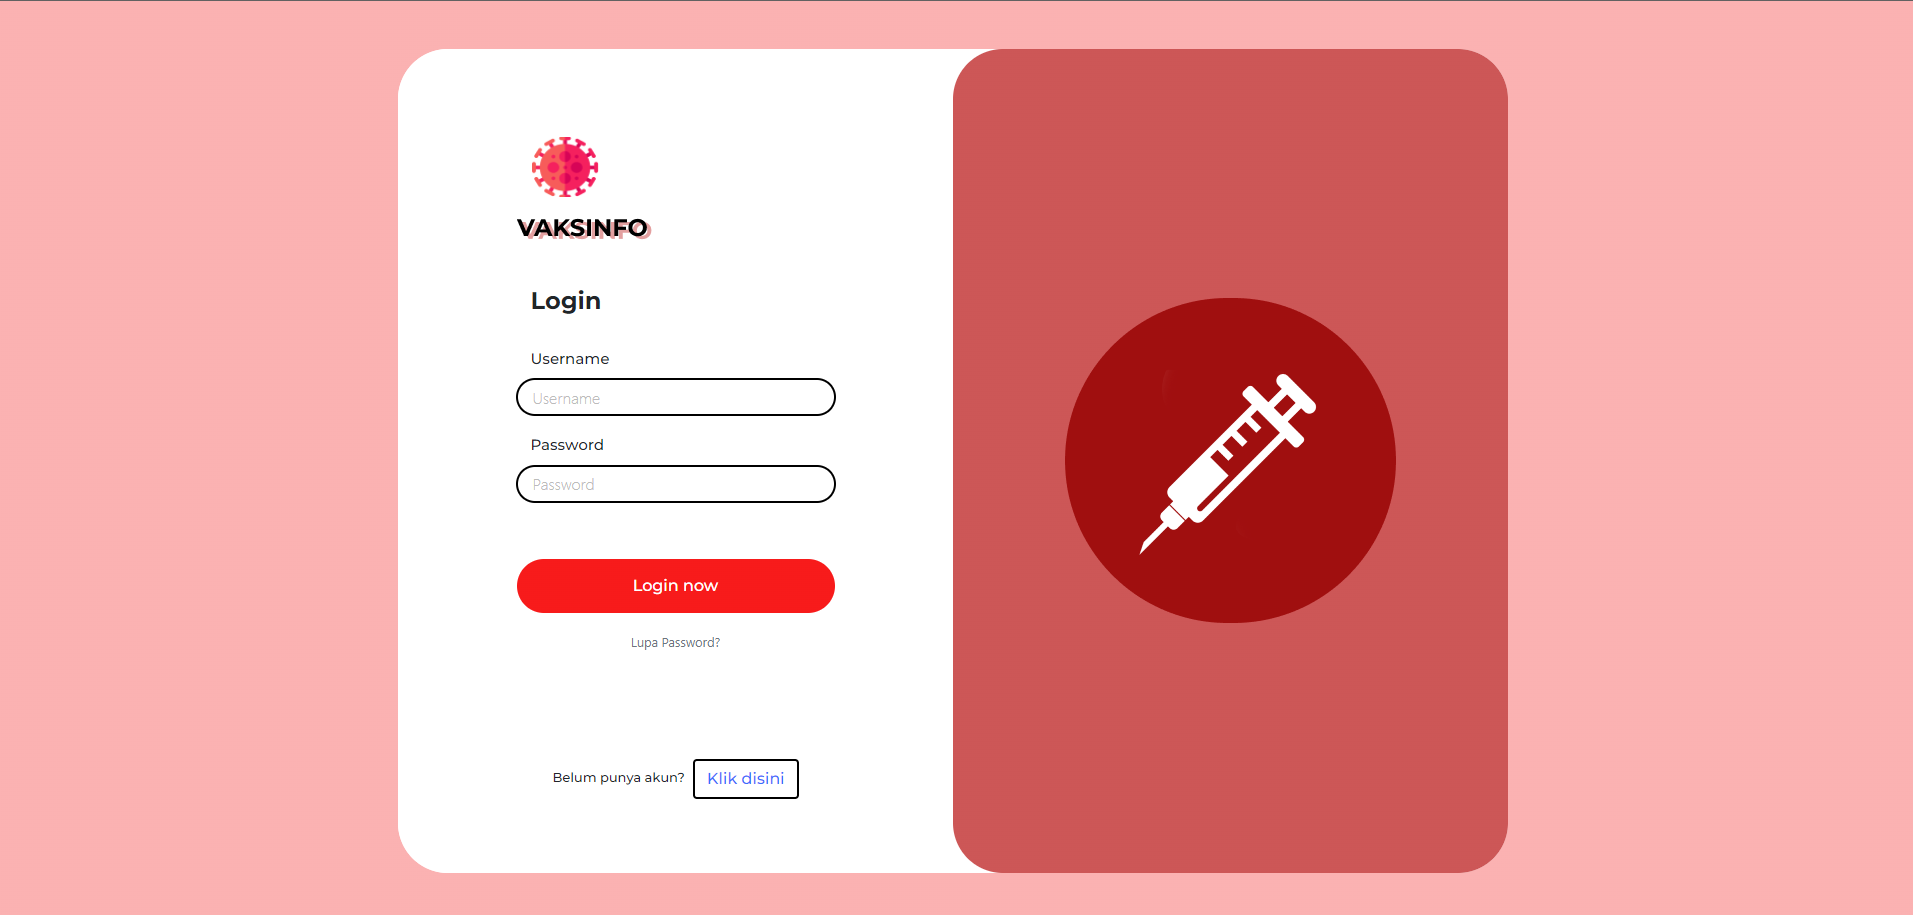 VAKSINFO
Login
Username
Username
Password
Password
Login now
Lupa Password?
Belum punya akun? Klik disini